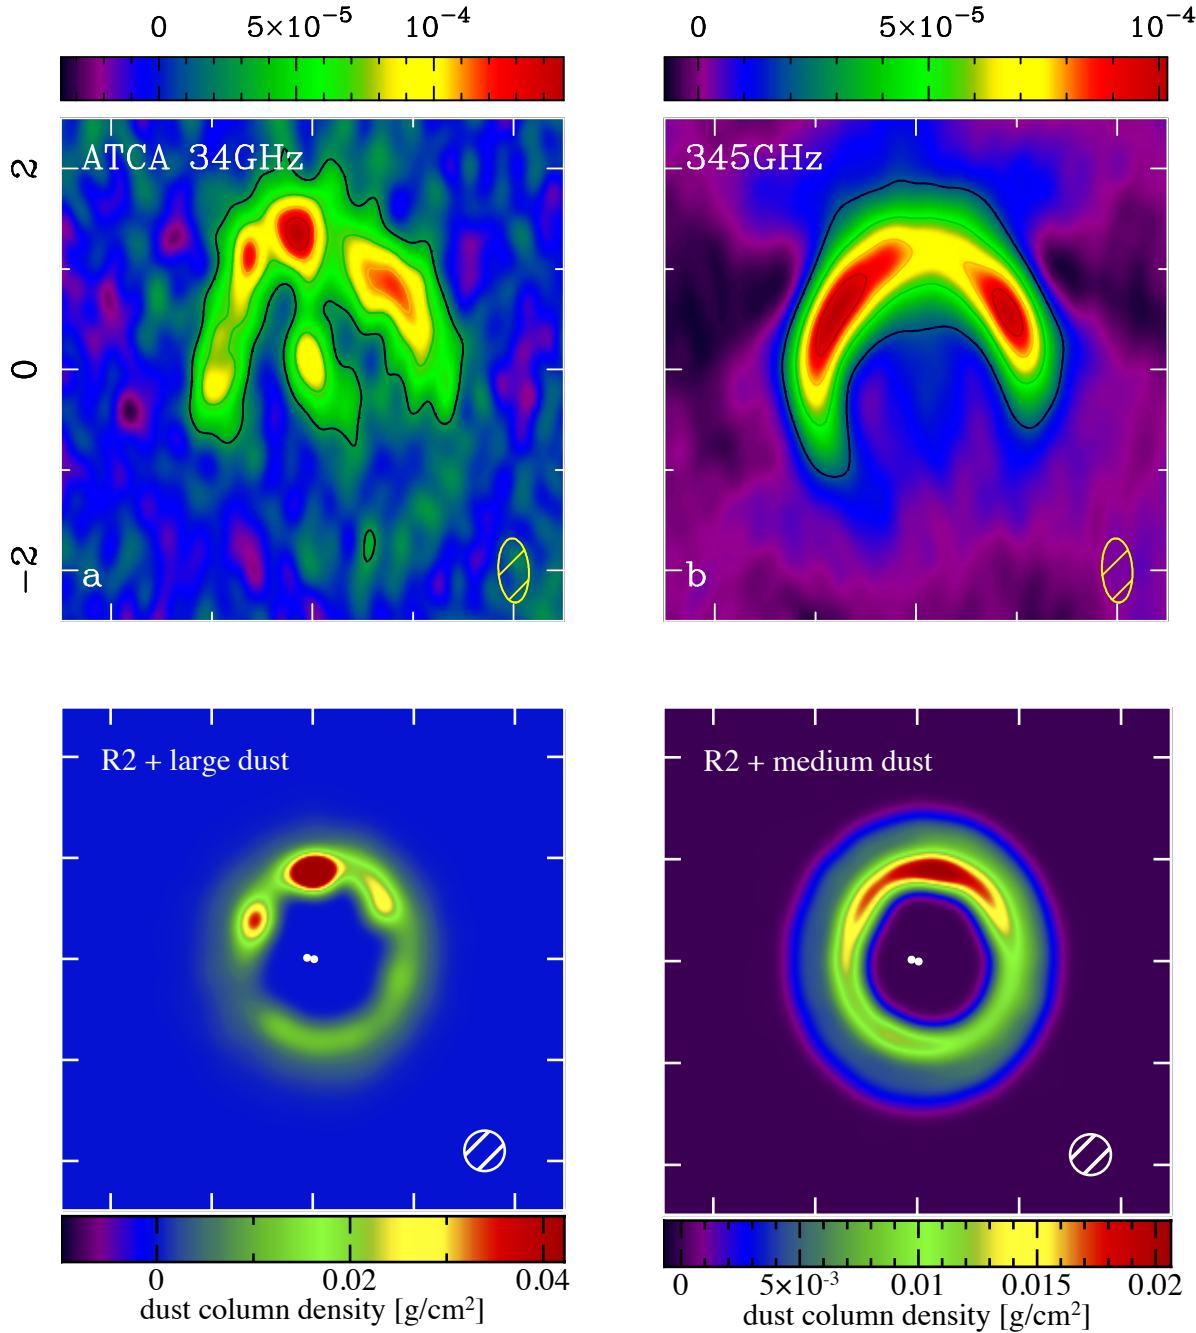 0 5×10⁻⁵ 10⁻⁴
0 5×10⁻⁵ 10⁻⁴
ATCA 34GHz
345GHz
2
0
−2
a
b
R2 + large dust
R2 + medium dust
0 0.02 0.04
dust column density [g/cm²]
0 5×10⁻³ 0.01 0.015 0.02
dust column density [g/cm²]